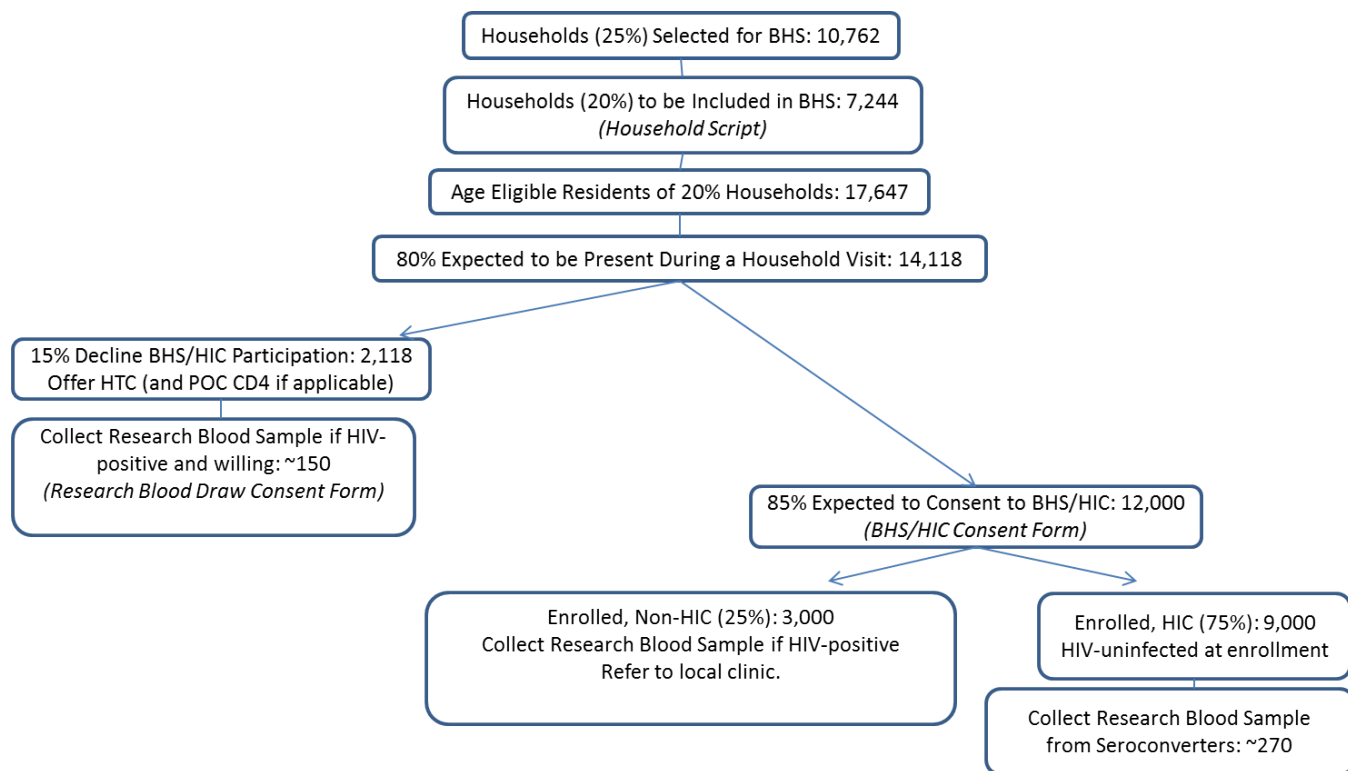 Households (25%) Selected for BHS: 10,762
Households (20%) to be Included in BHS: 7,244
(Household Script)
Age Eligible Residents of 20% Households: 17,647
80% Expected to be Present During a Household Visit: 14,118
15% Decline BHS/HIC Participation: 2,118
Offer HTC (and POC CD4 if applicable)
Collect Research Blood Sample if HIV-
positive and willing: ~150
(Research Blood Draw Consent Form)
85% Expected to Consent to BHS/HIC: 12,000
(BHS/HIC Consent Form)
Enrolled, Non-HIC (25%): 3,000
Collect Research Blood Sample if HIV-positive
Refer to local clinic.
Enrolled, HIC (75%): 9,000
HIV-uninfected at enrollment
Collect Research Blood Sample
from Seroconverters: ~270